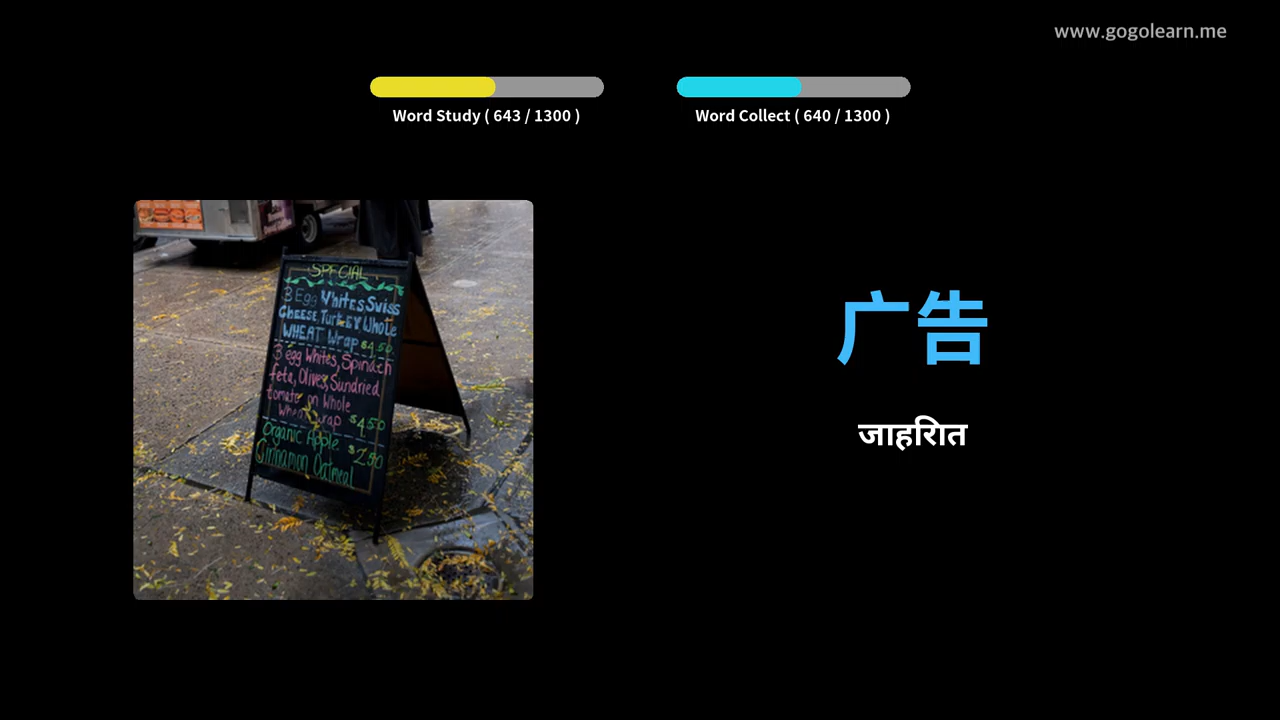 www.gogolearn.me
Word Study ( 643 / 1300 )
Word Collect ( 640 / 1300 )
SPECIAL
3 Egg Whites, Swiss
Cheese, Turkey Whole
WHEAT Wrap $4.50
3 egg Whites, Spinach
feta, Olives, Sundried
tomato on Whole
Wheat Wrap $4.50
Organic Apple
Cinnamon Oatmeal $2.50
广告
जाहिरात